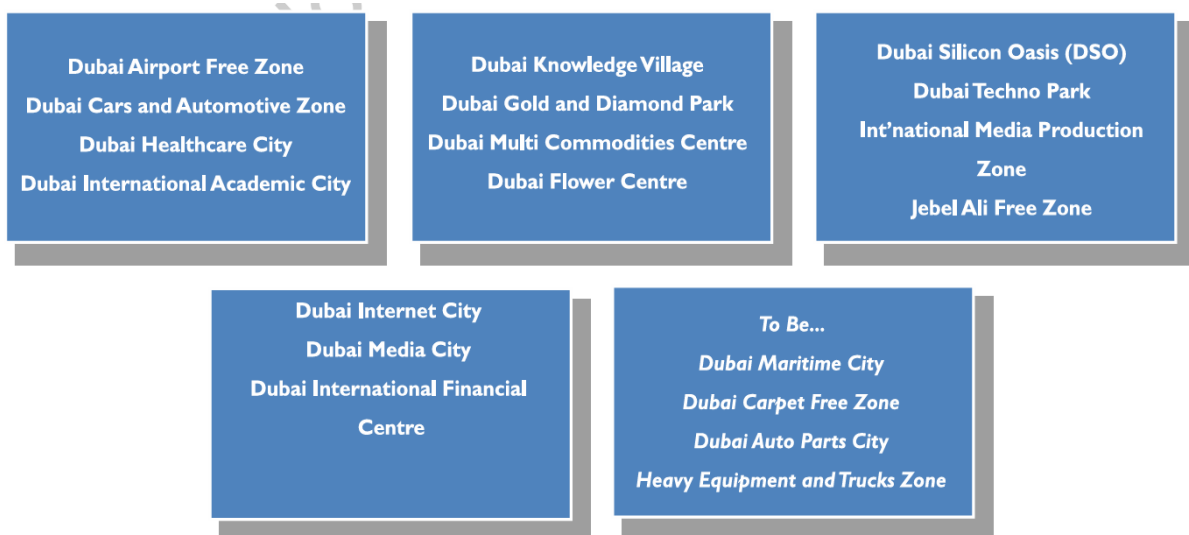 Dubai Airport Free Zone
Dubai Cars and Automotive Zone
Dubai Healthcare City
Dubai International Academic City
Dubai Knowledge Village
Dubai Gold and Diamond Park
Dubai Multi Commodities Centre
Dubai Flower Centre
Dubai Silicon Oasis (DSO)
Dubai Techno Park
Int'national Media Production
Zone
Jebel Ali Free Zone
Dubai Internet City
Dubai Media City
Dubai International Financial
Centre
To Be...
Dubai Maritime City
Dubai Carpet Free Zone
Dubai Auto Parts City
Heavy Equipment and Trucks Zone